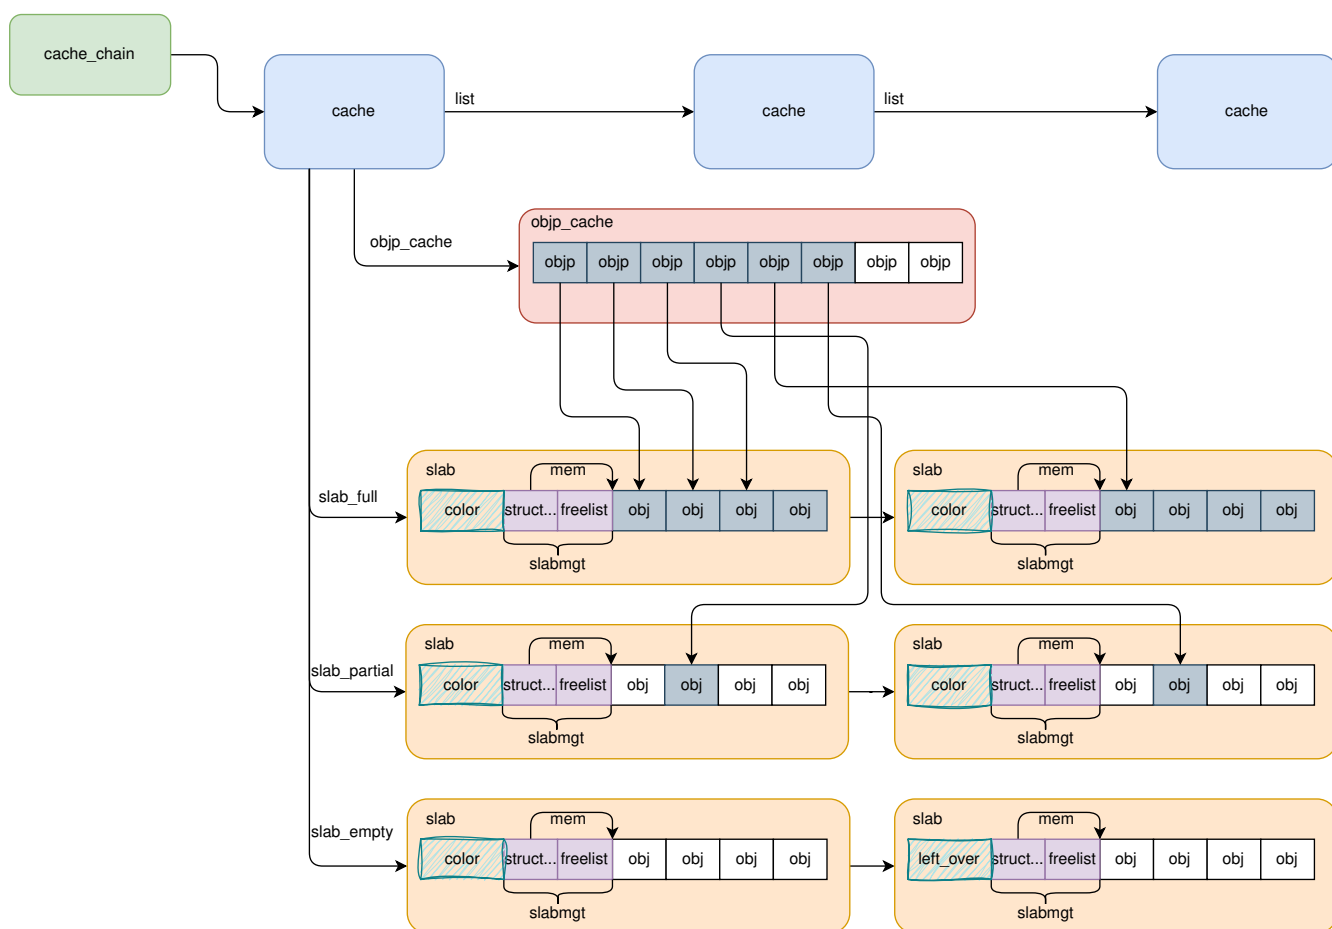 cache_chain
cache
list
cache
list
cache
objp_cache
objp_cache
objp objp objp objp objp objp objp objp
slab_full
slab
mem
color struct... freelist obj obj obj obj
slabmgt
slab
mem
color struct... freelist obj obj obj obj
slabmgt
slab_partial
slab
mem
color struct... freelist obj obj obj obj
slabmgt
slab
mem
color struct... freelist obj obj obj obj
slabmgt
slab_empty
slab
mem
color struct... freelist obj obj obj obj
slabmgt
slab
mem
left_over struct... freelist obj obj obj obj
slabmgt